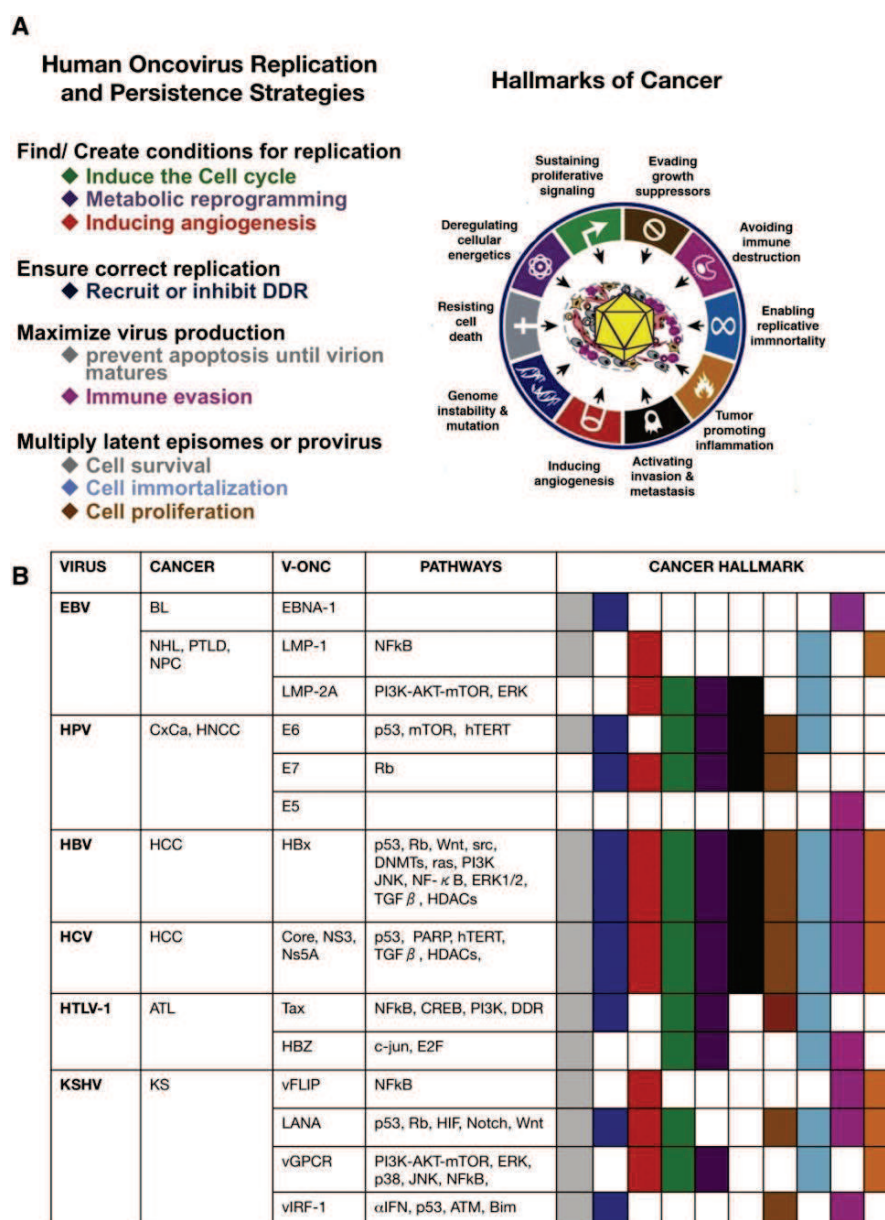 A
Human Oncovirus Replication
and Persistence Strategies
Find/ Create conditions for replication
◆ Induce the Cell cycle
◆ Metabolic reprogramming
◆ Inducing angiogenesis
Ensure correct replication
◆ Recruit or inhibit DDR
Maximize virus production
◆ prevent apoptosis until virion
matures
◆ Immune evasion
Multiply latent episomes or provirus
◆ Cell survival
◆ Cell immortalization
◆ Cell proliferation
Hallmarks of Cancer
Sustaining
proliferative
signaling
Evading
growth
suppressors
Deregulating
cellular
energetics
Avoiding
immune
destruction
Resisting
cell
death
Enabling
replicative
immnortality
Genome
instability &
mutation
Tumor
promoting
inflammation
Inducing
angiogenesis
Activating
invasion &
metastasis
B
VIRUS CANCER V-ONC PATHWAYS CANCER HALLMARK
EBV BL EBNA-1
NHL, PTLD,
NPC
LMP-1 NFkB
LMP-2A PI3K-AKT-mTOR, ERK
HPV CxCa, HNCC E6 p53, mTOR, hTERT
E7 Rb
E5
HBV HCC HBx p53, Rb, Wnt, src,
DNMTs, ras, PI3K
JNK, NF-κB, ERK1/2,
TGFβ, HDACs
HCV HCC Core, NS3,
Ns5A
p53, PARP, hTERT,
TGFβ, HDACs,
HTLV-1 ATL Tax NFkB, CREB, PI3K, DDR
HBZ c-jun, E2F
KSHV KS vFLIP NFkB
LANA p53, Rb, HIF, Notch, Wnt
vGPCR PI3K-AKT-mTOR, ERK,
p38, JNK, NFkB,
vIRF-1 αIFN, p53, ATM, Bim